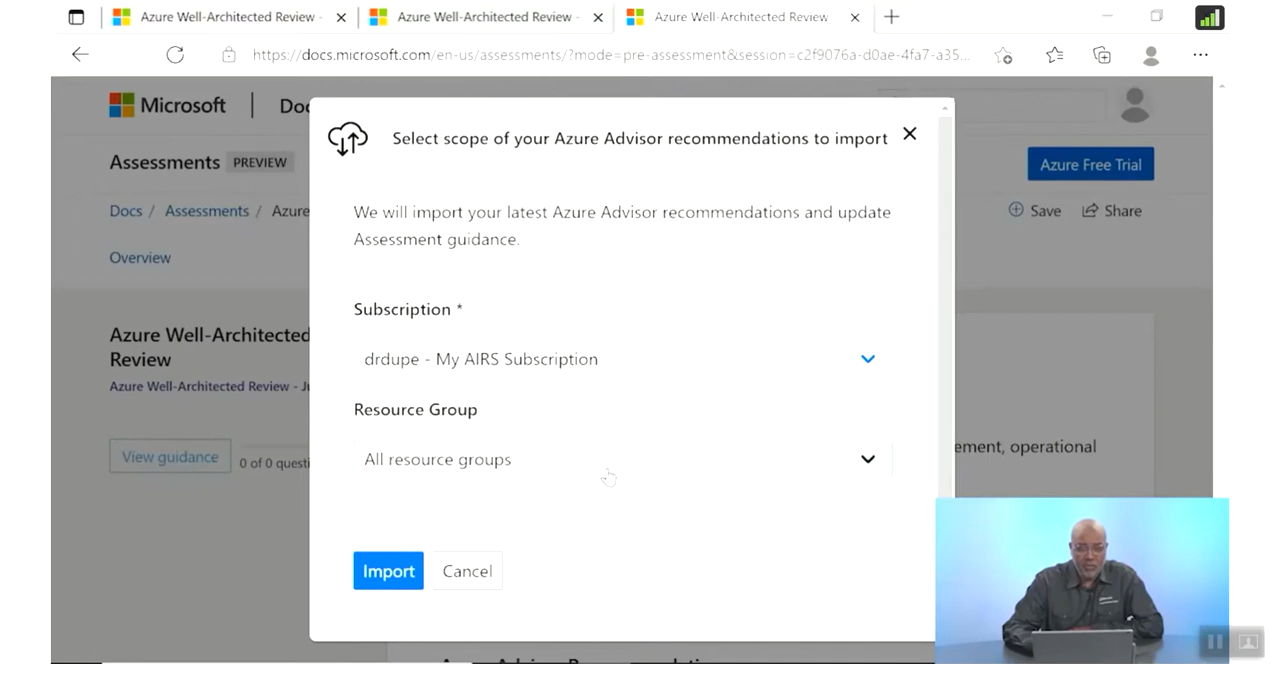 Azure Well-Architected Review -
Azure Well-Architected Review -
Azure Well-Architected Review
https://docs.microsoft.com/en-us/assessments/?mode=pre-assessment&session=c2f9076a-d0ae-4fa7-a35...
Microsoft
Select scope of your Azure Advisor recommendations to import
Assessments PREVIEW
Azure Free Trial
Docs / Assessments / Azure
Save Share
We will import your latest Azure Advisor recommendations and update
Assessment guidance.
Overview
Subscription *
Azure Well-Architected
Review
drdupe - My AIRS Subscription
Azure Well-Architected Review -
Resource Group
View guidance
0 of 0 questi
All resource groups
ement, operational
Import
Cancel